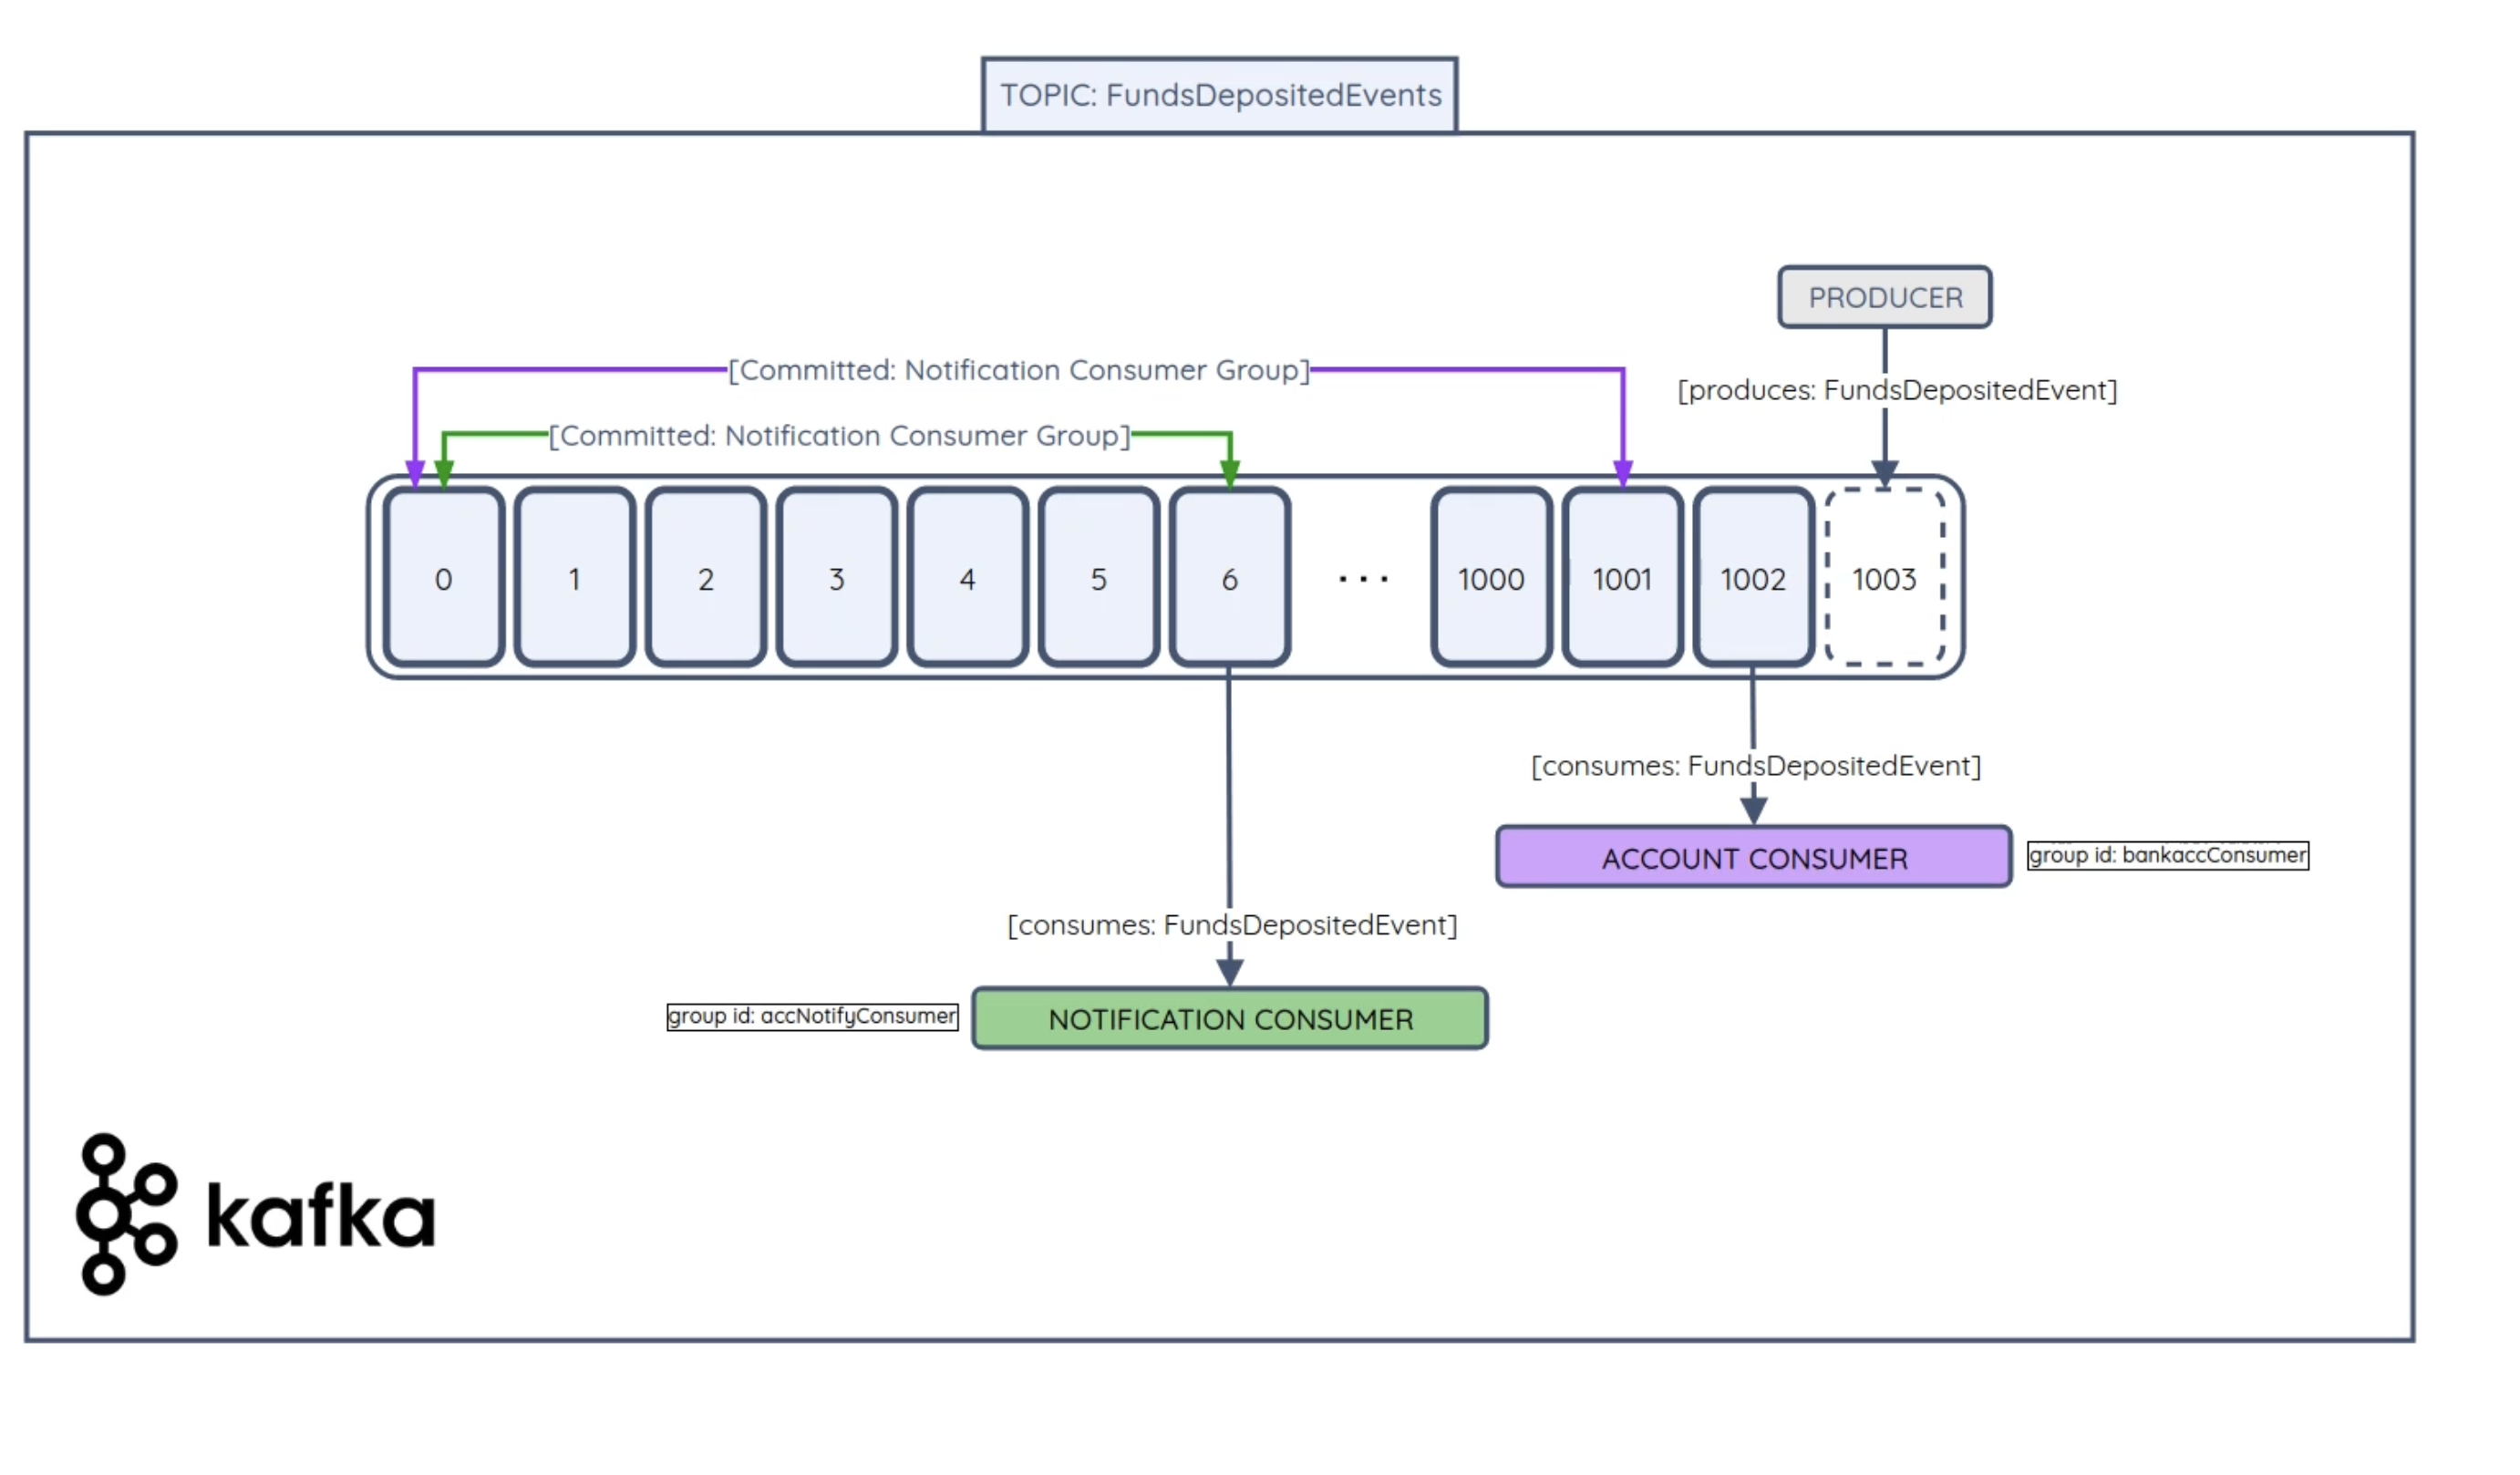 TOPIC: FundsDepositedEvents
PRODUCER
[produces: FundsDepositedEvent]
[Committed: Notification Consumer Group]
[Committed: Notification Consumer Group]
0 1 2 3 4 5 6 ... 1000 1001 1002 1003
[consumes: FundsDepositedEvent]
ACCOUNT CONSUMER
group id: bankaccConsumer
[consumes: FundsDepositedEvent]
group id: accNotifyConsumer
NOTIFICATION CONSUMER
kafka